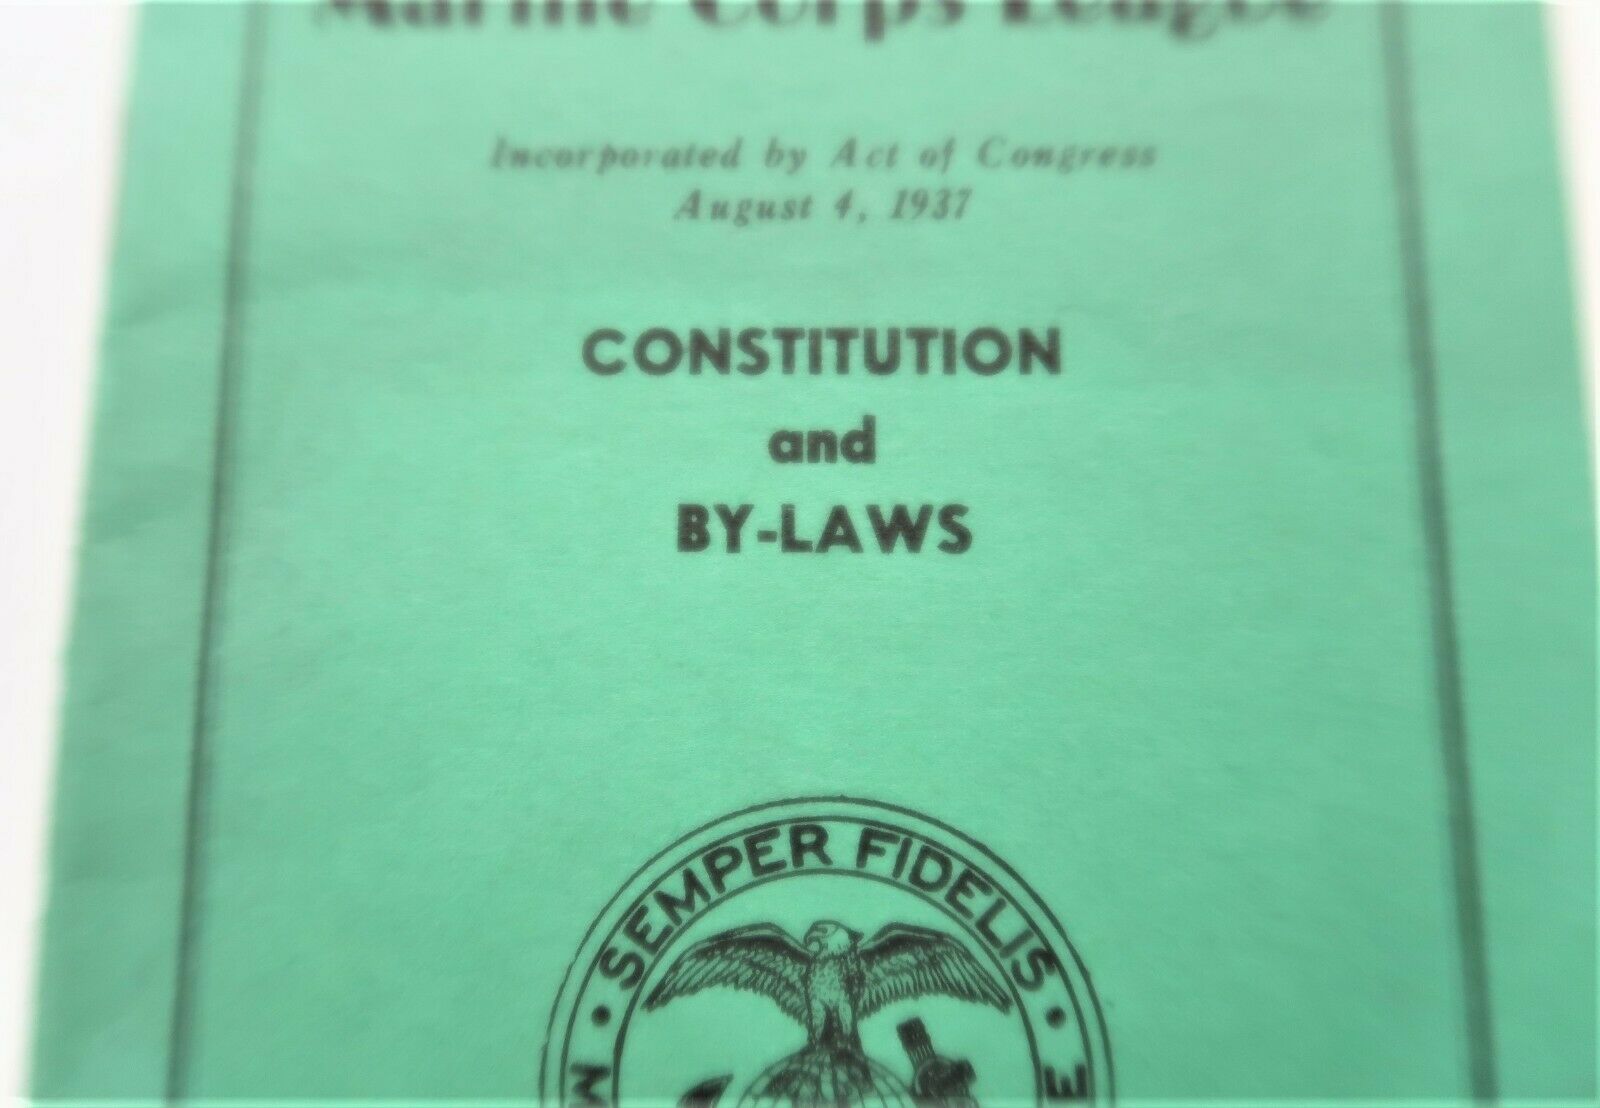 Marine Corps League
Incorporated by Act of Congress
August 4, 1937
CONSTITUTION
and
BY-LAWS
• SEMPER FIDELIS •
M
E